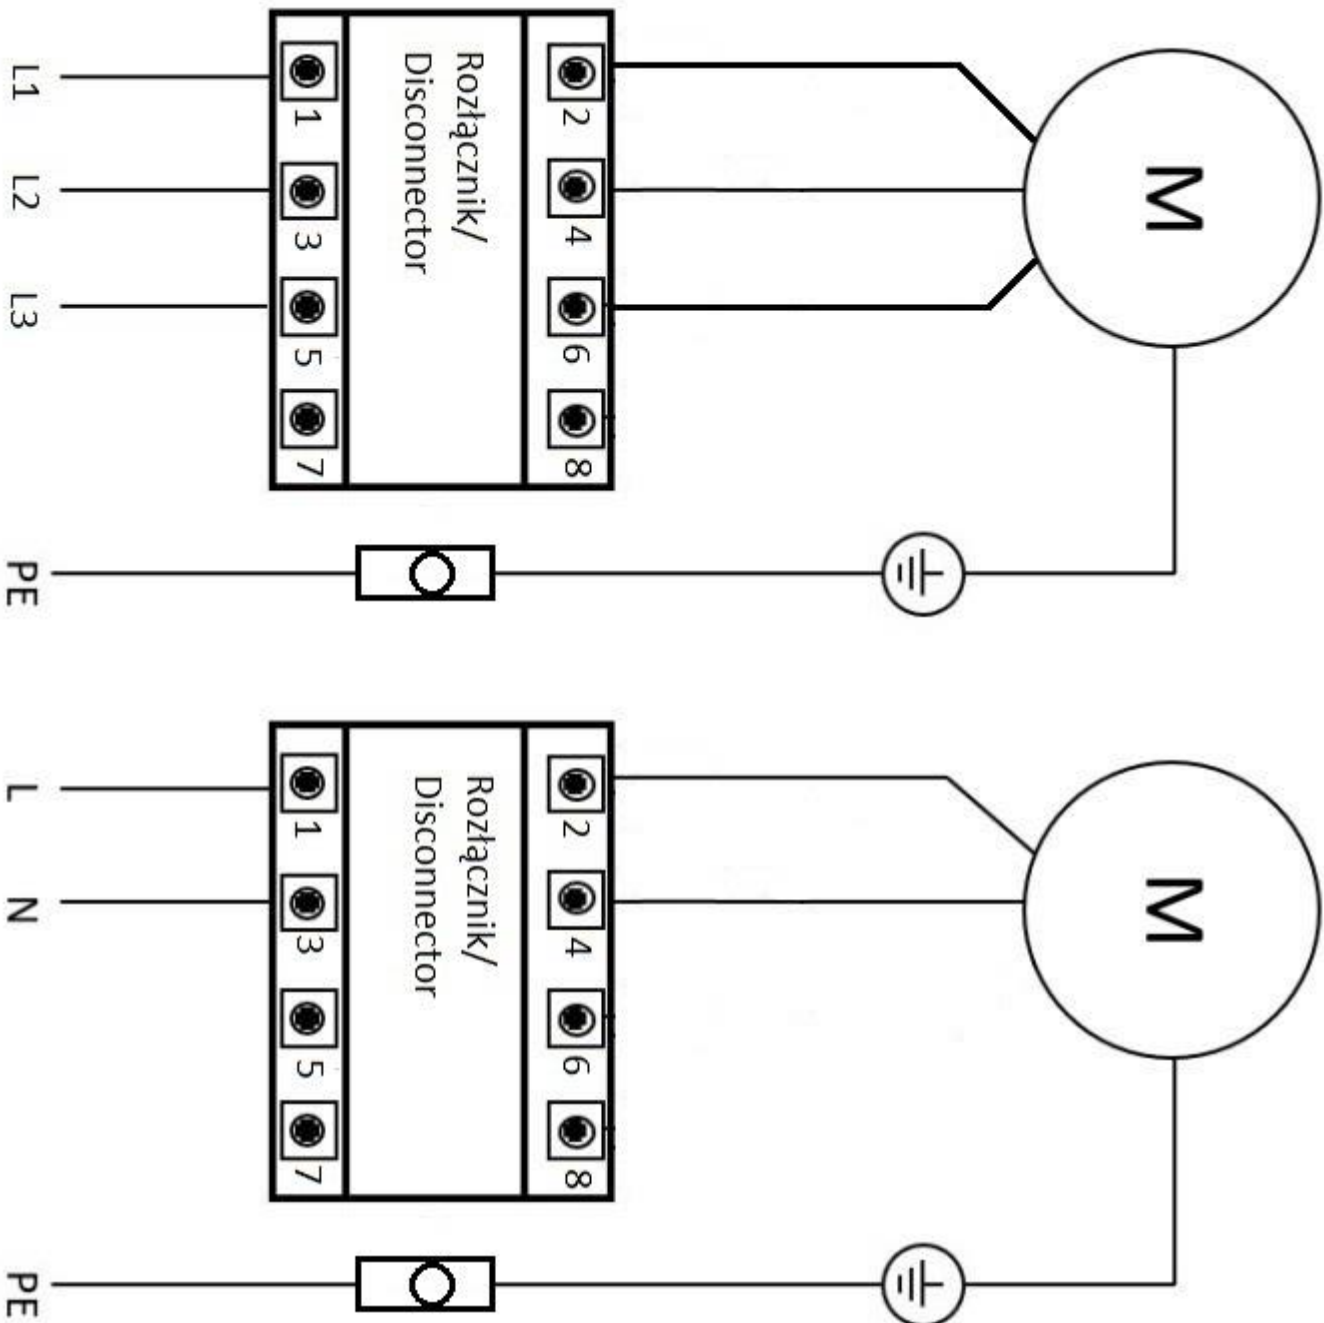 M
2 4 6 8
Rozłącznik/
Disconnector
1 3 5 7
L1 L2 L3 PE
M
2 4 6 8
Rozłącznik/
Disconnector
1 3 5 7
L N PE